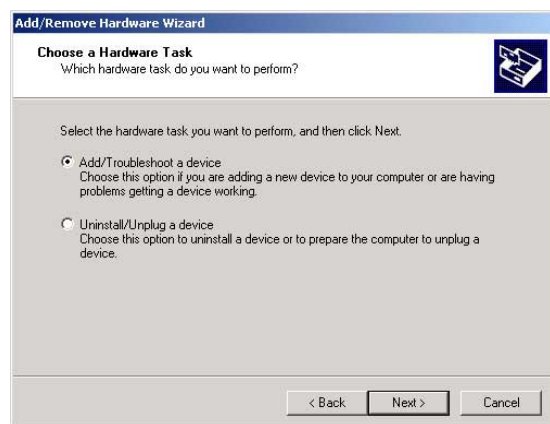 Add/Remove Hardware Wizard
Choose a Hardware Task
Which hardware task do you want to perform?
Select the hardware task you want to perform, and then click Next.
Add/Troubleshoot a device
Choose this option if you are adding a new device to your computer or are having
problems getting a device working.
Uninstall/Unplug a device
Choose this option to uninstall a device or to prepare the computer to unplug a
device.
< Back
Next >
Cancel